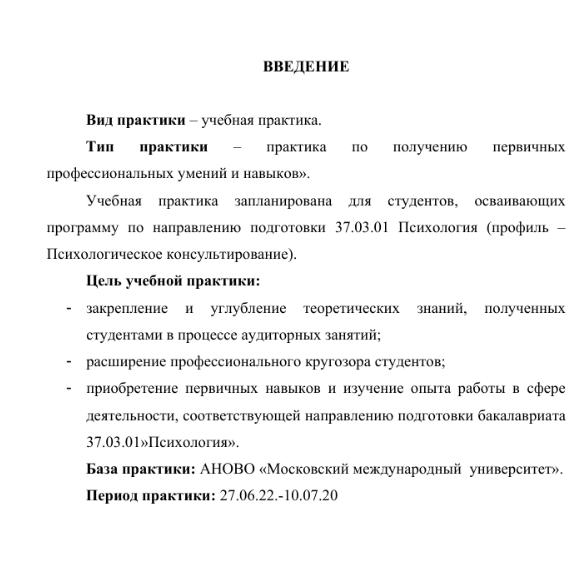 ВВЕДЕНИЕ
Вид практики – учебная практика.
Тип практики – практика по получению первичных
профессиональных умений и навыков».
Учебная практика запланирована для студентов, осваивающих
программу по направлению подготовки 37.03.01 Психология (профиль –
Психологическое консультирование).
Цель учебной практики:
- закрепление и углубление теоретических знаний, полученных
студентами в процессе аудиторных занятий;
- расширение профессионального кругозора студентов;
- приобретение первичных навыков и изучение опыта работы в сфере
деятельности, соответствующей направлению подготовки бакалавриата
37.03.01»Психология».
База практики: АНОВО «Московский международный  университет».
Период практики: 27.06.22.-10.07.20